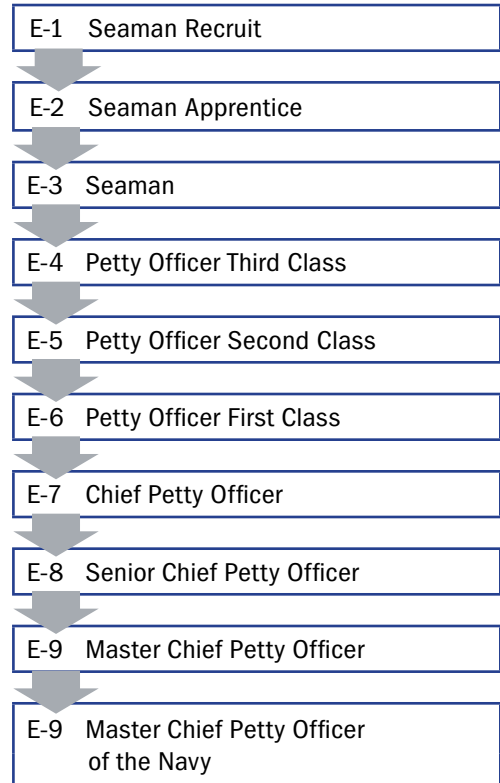 E-1 Seaman Recruit
E-2 Seaman Apprentice
E-3 Seaman
E-4 Petty Officer Third Class
E-5 Petty Officer Second Class
E-6 Petty Officer First Class
E-7 Chief Petty Officer
E-8 Senior Chief Petty Officer
E-9 Master Chief Petty Officer
E-9 Master Chief Petty Officer
of the Navy